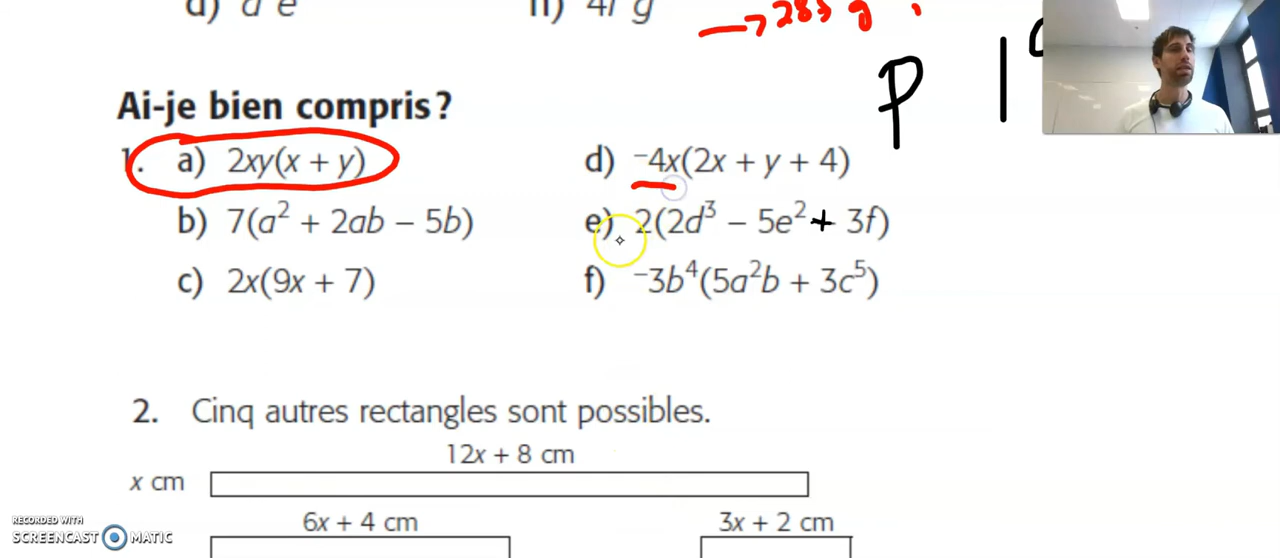 Ai-je bien compris?
1. a) 2xy(x + y)
b) 7(a² + 2ab – 5b)
c) 2x(9x + 7)
d) ⁻4x(2x + y + 4)
e) 2(2d³ – 5e² + 3f)
f) ⁻3b⁴(5a²b + 3c⁵)
2. Cinq autres rectangles sont possibles.
12x + 8 cm
x cm
6x + 4 cm
3x + 2 cm
RECORDED WITH
SCREENCAST MATIC